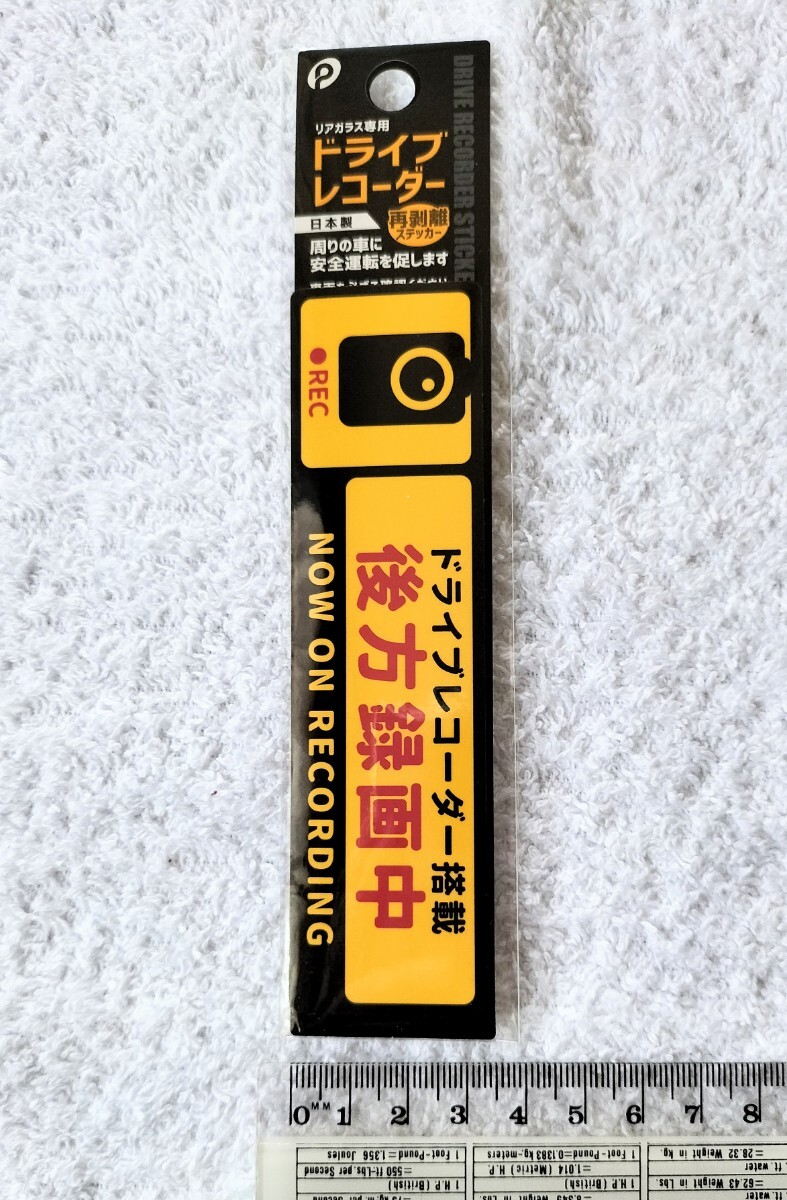 リアガラス専用
ドライブ
レコーダー
日本製
再剥離
ステッカー
周りの車に
安全運転を促します
DRIVE RECORDER STICKE
●REC
ドライブレコーダー搭載
後方録画中
NOW ON RECORDING
0 MM 1 2 3 4 5 6 7 8
1 Foot-Pound=1.356 Joules
=550 ft-Lbs.per Second
1 H.P.(British)
1 Foot-Pound=0.1383 kg-meters
=1.014 (Metric) H.P.
1 H.P.(British)
=28.32 Weight in kg.
ft. water
=62.43 Weight in Lbs.